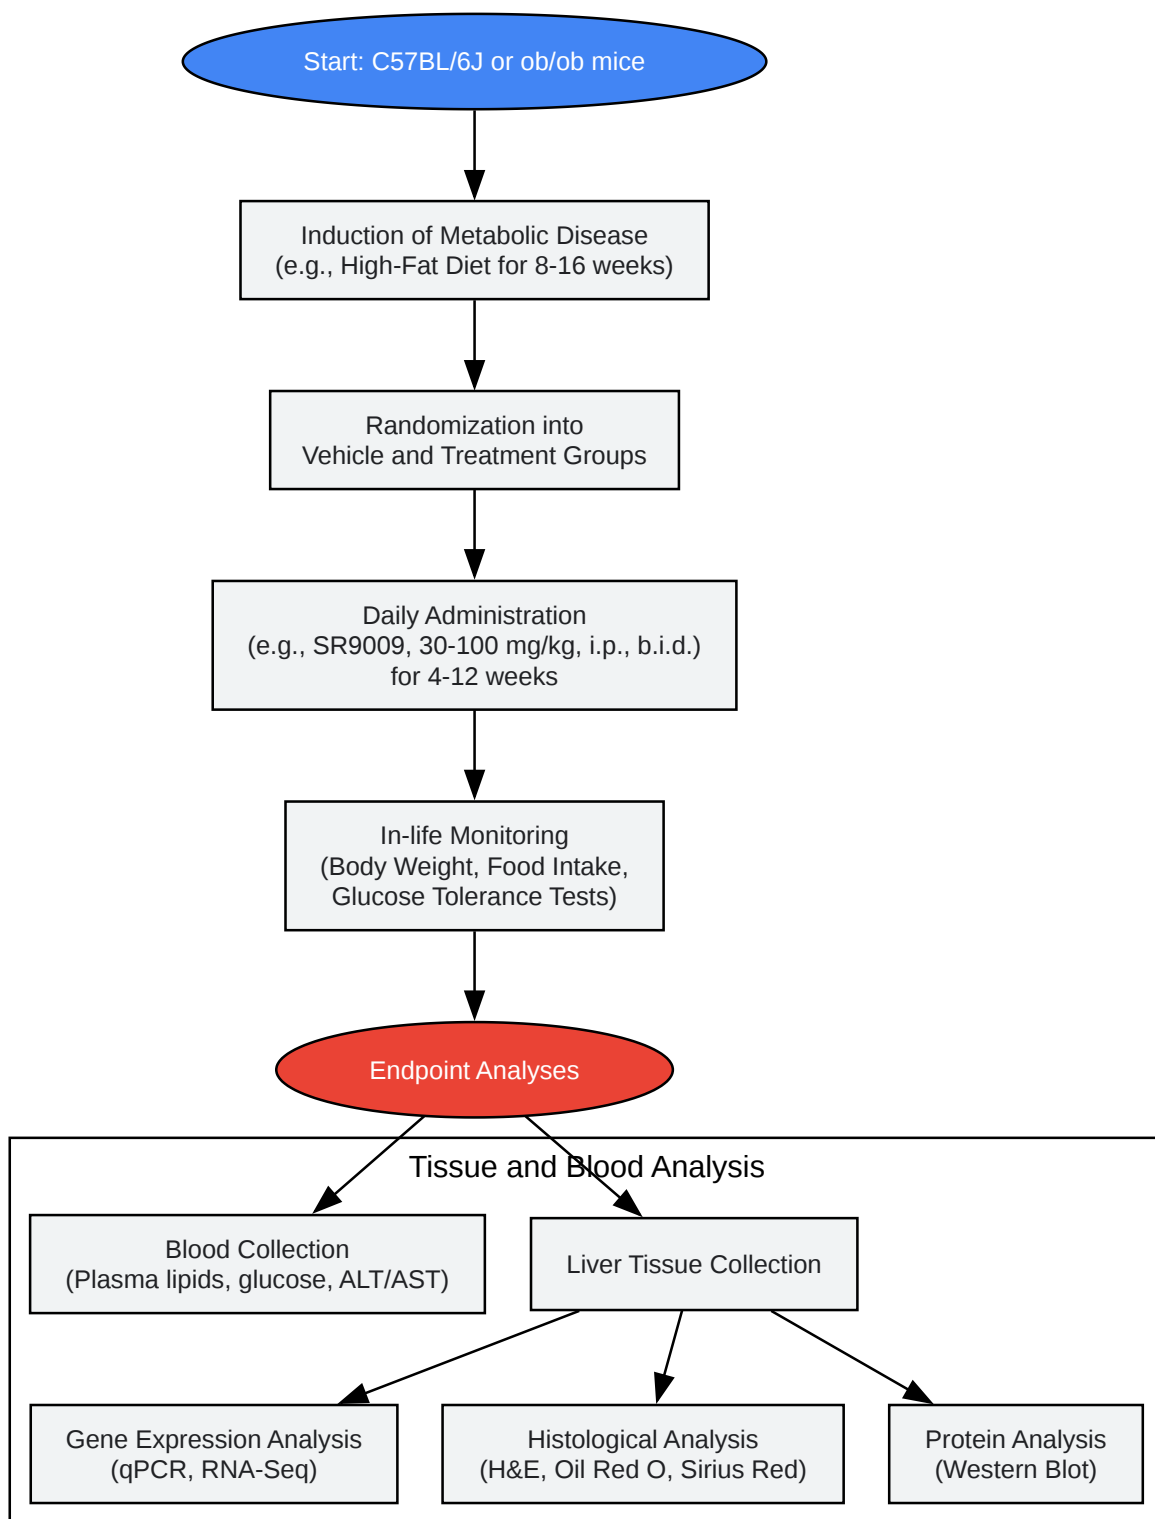 Start: C57BL/6J or ob/ob mice
Induction of Metabolic Disease
(e.g., High-Fat Diet for 8-16 weeks)
Randomization into
Vehicle and Treatment Groups
Daily Administration
(e.g., SR9009, 30-100 mg/kg, i.p., b.i.d.)
for 4-12 weeks
In-life Monitoring
(Body Weight, Food Intake,
Glucose Tolerance Tests)
Endpoint Analyses
Tissue and Blood Analysis
Blood Collection
(Plasma lipids, glucose, ALT/AST)
Liver Tissue Collection
Gene Expression Analysis
(qPCR, RNA-Seq)
Histological Analysis
(H&E, Oil Red O, Sirius Red)
Protein Analysis
(Western Blot)